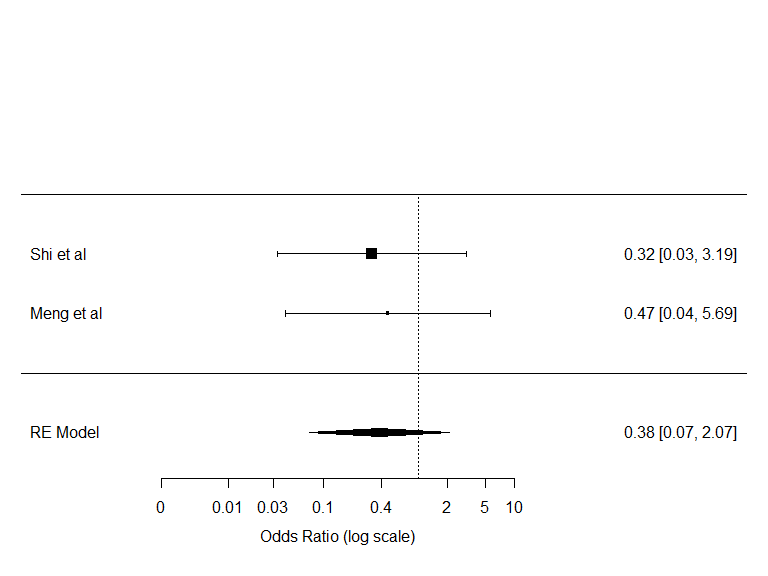 Shi et al 0.32 [0.03, 3.19]
Meng et al 0.47 [0.04, 5.69]
RE Model 0.38 [0.07, 2.07]
0 0.01 0.03 0.1 0.4 2 5 10
Odds Ratio (log scale)